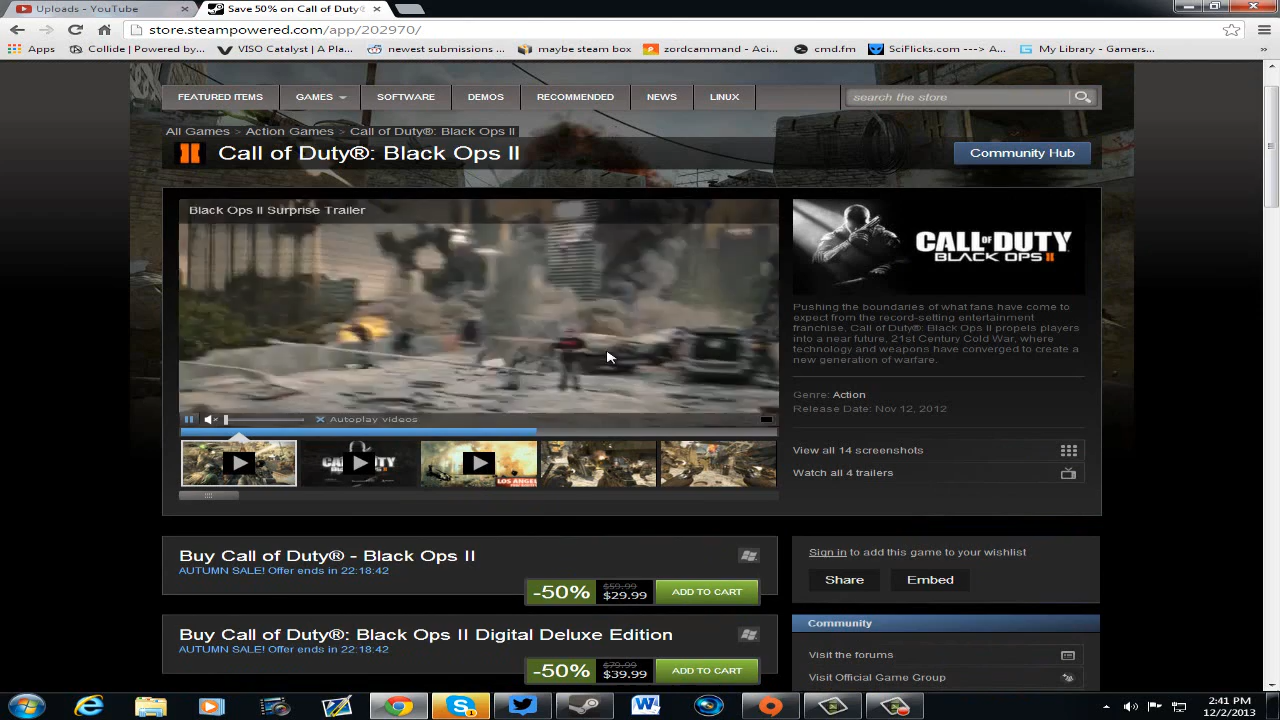 Uploads - YouTube
Save 50% on Call of Duty®
store.steampowered.com/app/202970/
Apps
Collide | Powered by...
VISO Catalyst | A Pla...
newest submissions ...
maybe steam box
zordcommand - Aci...
cmd.fm
SciFlicks.com ---> A...
My Library - Gamers...
FEATURED ITEMS
GAMES
SOFTWARE
DEMOS
RECOMMENDED
NEWS
LINUX
search the store
All Games > Action Games > Call of Duty®: Black Ops II
Call of Duty®: Black Ops II
Community Hub
Black Ops II Surprise Trailer
CALL OF DUTY
BLACK OPS II
Pushing the boundaries of what fans have come to
expect from the record-setting entertainment
franchise, Call of Duty®: Black Ops II propels players
into a near future, 21st Century Cold War, where
technology and weapons have converged to create a
new generation of warfare.
Genre: Action
Release Date: Nov 12, 2012
Autoplay videos
CALL OF DUTY
LOS ANGELES
View all 14 screenshots
Watch all 4 trailers
Buy Call of Duty® - Black Ops II
AUTUMN SALE! Offer ends in 22:18:42
-50%
$59.99
$29.99
ADD TO CART
Buy Call of Duty®: Black Ops II Digital Deluxe Edition
AUTUMN SALE! Offer ends in 22:18:42
-50%
$79.99
$39.99
ADD TO CART
Sign in to add this game to your wishlist
Share
Embed
Community
Visit the forums
Visit Official Game Group
2:41 PM
12/2/2013